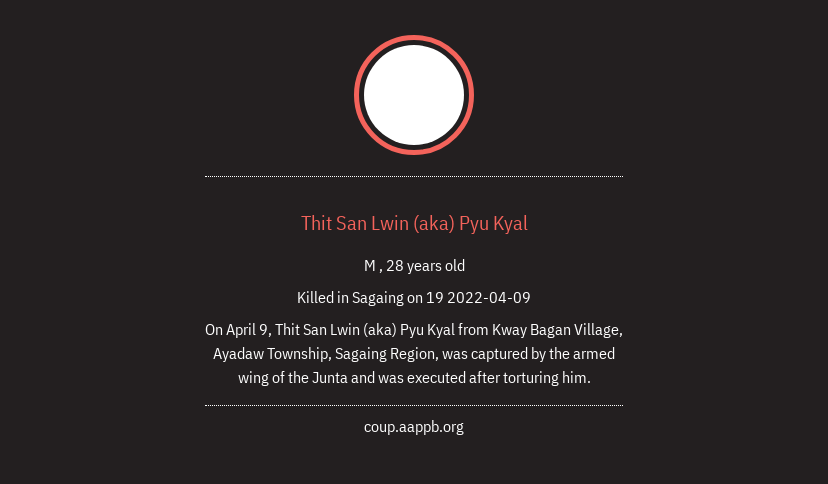 Thit San Lwin (aka) Pyu Kyal
M , 28 years old
Killed in Sagaing on 19 2022-04-09
On April 9, Thit San Lwin (aka) Pyu Kyal from Kway Bagan Village,
Ayadaw Township, Sagaing Region, was captured by the armed
wing of the Junta and was executed after torturing him.
coup.aappb.org